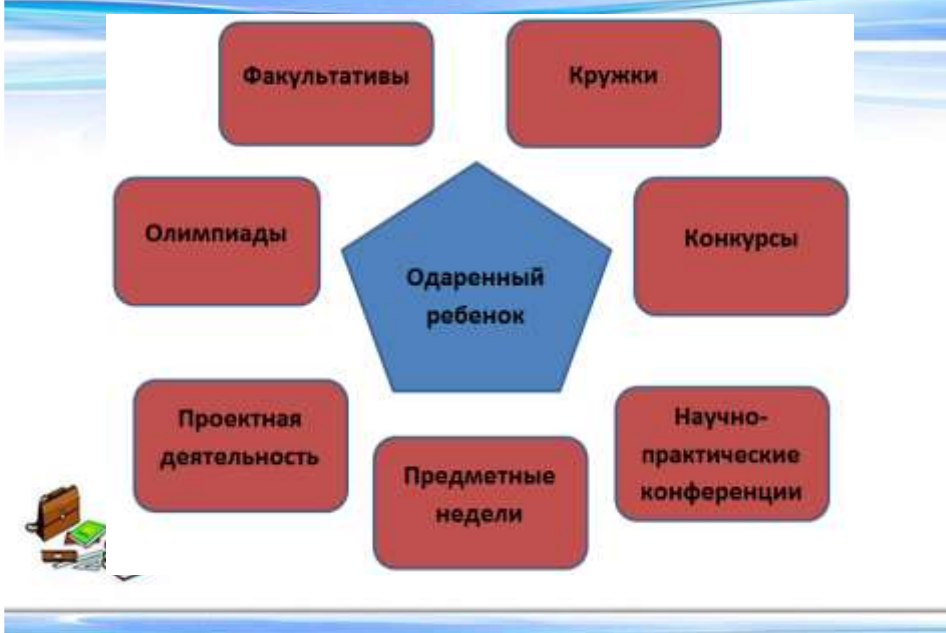 Факультативы
Кружки
Олимпиады
Одаренный
ребенок
Конкурсы
Проектная
деятельность
Предметные
недели
Научно-
практические
конференции